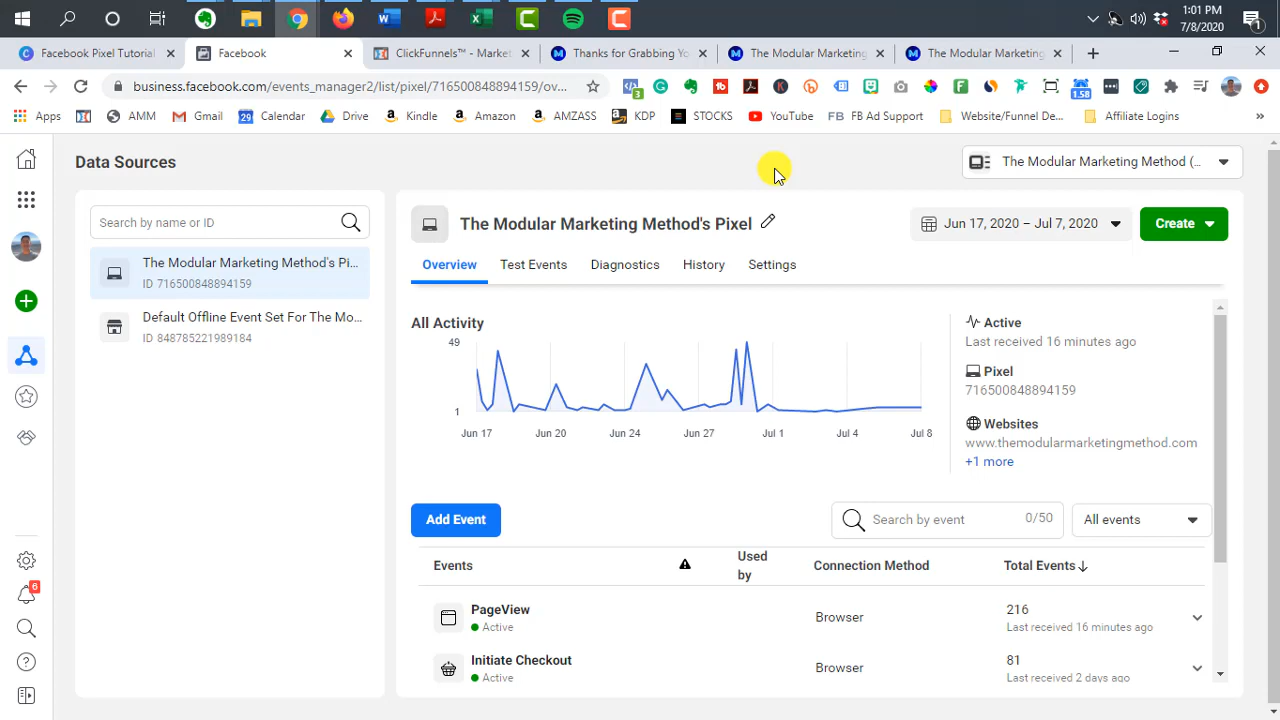 1:01 PM
7/8/2020
Facebook Pixel Tutorial
Facebook
ClickFunnels™ - Market
Thanks for Grabbing Yo
The Modular Marketing
The Modular Marketing
business.facebook.com/events_manager2/list/pixel/716500848894159/ov...
3
1.58
Apps
AMM
Gmail
29
Calendar
Drive
Kindle
Amazon
AMZASS
KDP
STOCKS
YouTube
FB
FB Ad Support
Website/Funnel De...
Affiliate Logins
»
Data Sources
The Modular Marketing Method (...
Search by name or ID
The Modular Marketing Method's Pi...
ID 716500848894159
Default Offline Event Set For The Mo...
ID 848785221989184
The Modular Marketing Method's Pixel
Jun 17, 2020 – Jul 7, 2020
Create
Overview
Test Events
Diagnostics
History
Settings
All Activity
49
1
Jun 17
Jun 20
Jun 24
Jun 27
Jul 1
Jul 4
Jul 8
Active
Last received 16 minutes ago
Pixel
716500848894159
Websites
www.themodularmarketingmethod.com
+1 more
Add Event
Search by event
0/50
All events
Events
Used
by
Connection Method
Total Events
PageView
Active
Browser
216
Last received 16 minutes ago
Initiate Checkout
Active
Browser
81
Last received 2 days ago
6